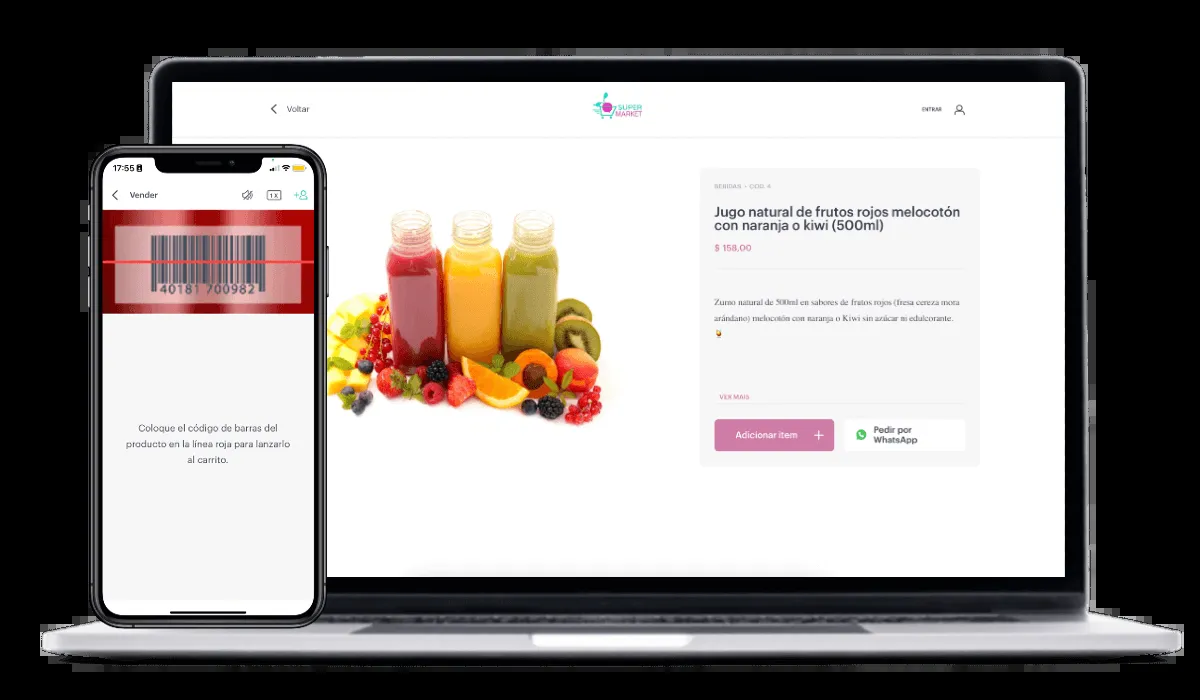 Voltar
SUPER
MARKET
ENTRAR
17:55
Vender
1X
40181 700982
Coloque el código de barras del
producto en la línea roja para lanzarlo
al carrito.
BEBIDAS • COD. 4
Jugo natural de frutos rojos melocotón
con naranja o kiwi (500ml)
$ 158,00
Zumo natural de 500ml en sabores de frutos rojos (fresa cereza mora
arándano) melocotón con naranja o Kiwi sin azúcar ni edulcorante.
VER MAIS
Adicionar item +
Pedir por
WhatsApp